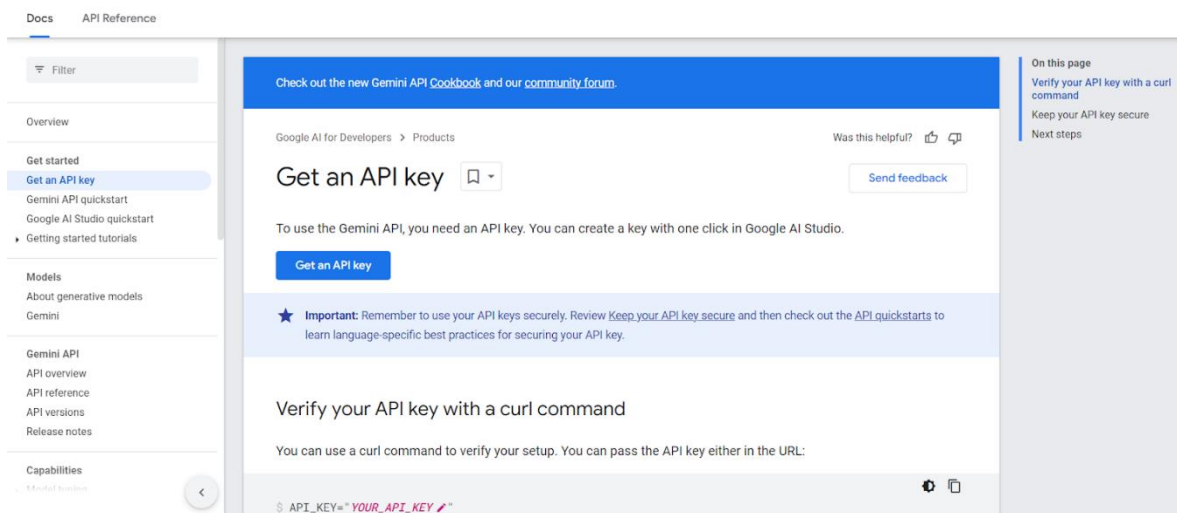 Docs
API Reference
Filter
Overview
Get started
Get an API key
Gemini API quickstart
Google AI Studio quickstart
Getting started tutorials
Models
About generative models
Gemini
Gemini API
API overview
API reference
API versions
Release notes
Capabilities
Model tuning
Check out the new Gemini API Cookbook and our community forum.
Google AI for Developers > Products
Was this helpful?
Get an API key
Send feedback
To use the Gemini API, you need an API key. You can create a key with one click in Google AI Studio.
Get an API key
Important: Remember to use your API keys securely. Review Keep your API key secure and then check out the API quickstarts to
learn language-specific best practices for securing your API key.
Verify your API key with a curl command
You can use a curl command to verify your setup. You can pass the API key either in the URL:
$ API_KEY="YOUR_API_KEY"
On this page
Verify your API key with a curl
command
Keep your API key secure
Next steps